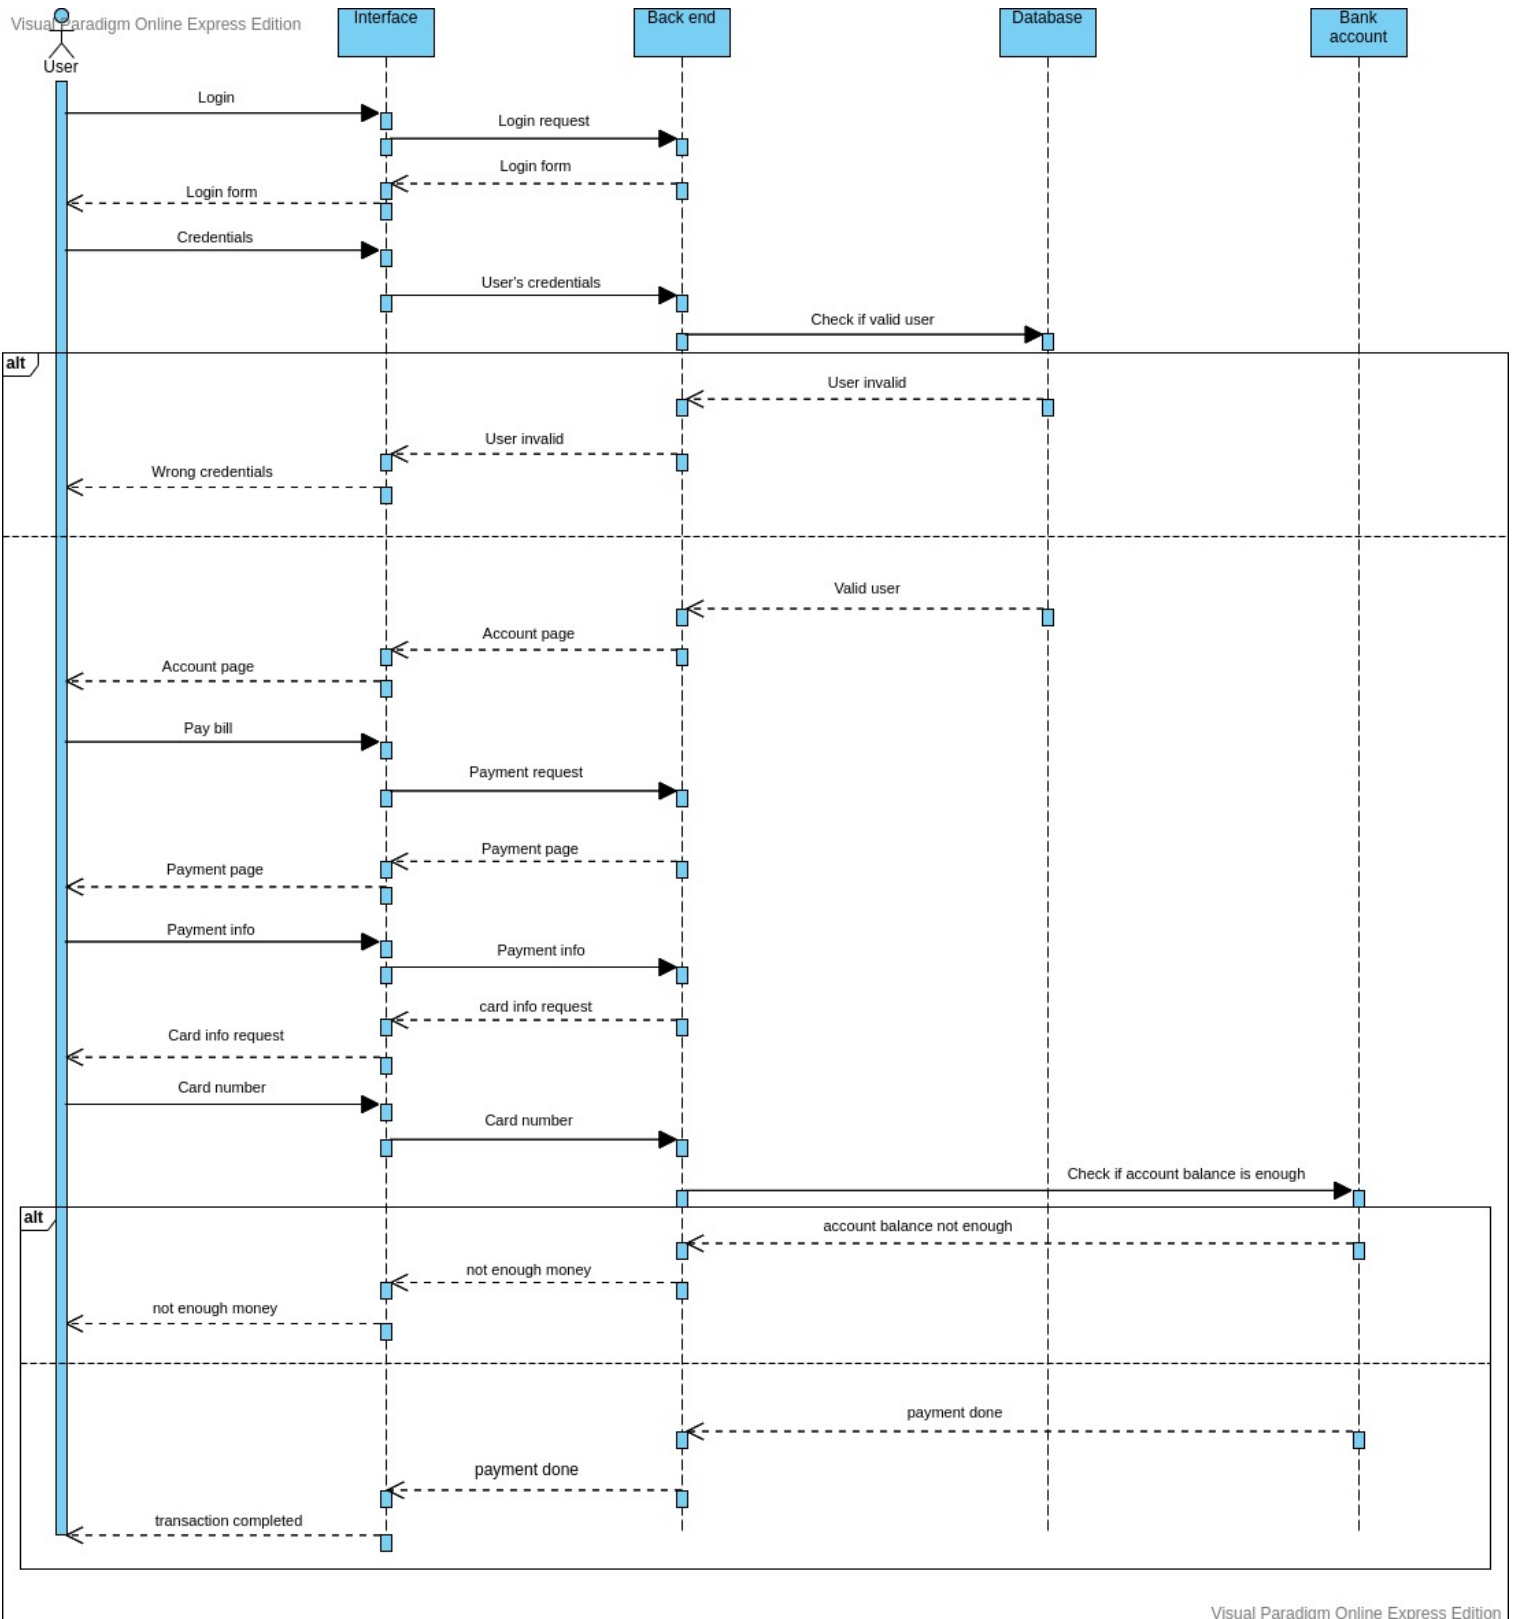 Visual Paradigm Online Express Edition
User
Interface
Back end
Database
Bank
account
Login
Login request
Login form
Login form
Credentials
User's credentials
Check if valid user
alt
User invalid
User invalid
Wrong credentials
Valid user
Account page
Account page
Pay bill
Payment request
Payment page
Payment page
Payment info
Payment info
card info request
Card info request
Card number
Card number
Check if account balance is enough
alt
account balance not enough
not enough money
not enough money
payment done
payment done
transaction completed
Visual Paradigm Online Express Edition